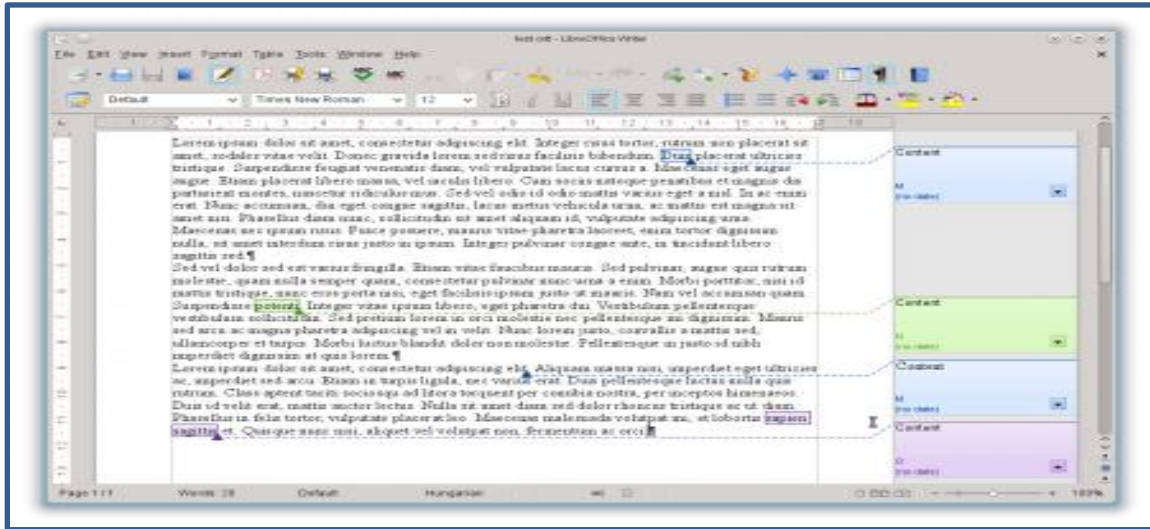 test.odt - LibreOffice Writer
File Edit View Insert Format Table Tools Window Help
Default Times New Roman 12
Lorem ipsum dolor sit amet, consectetur adipiscing elit. Integer risus tortor, rutrum non placerat sit
amet, sodales vitae velit. Donec gravida lorem sed risus facilisis bibendum. Duis placerat ultricies
tristique. Suspendisse feugiat venenatis diam, vel vulputate lacus cursus a. Maecenas eget augue
augue. Etiam placerat libero massa, vel iaculis libero. Cum sociis natoque penatibus et magnis dis
parturient montes, nascetur ridiculus mus. Sed vel odio id odio mattis varius eget a nisl. In ac enim
erat. Nunc accumsan, dui eget congue sagittis, lacus metus vehicula urna, ac mattis est magna sit
amet nisi. Phasellus diam nunc, sollicitudin sit amet aliquam id, vulputate adipiscing urna.
Maecenas nec ipsum risus. Fusce posuere, mauris vitae pharetra laoreet, enim tortor dignissim
nulla, sit amet interdum risus justo in ipsum. Integer pulvinar congue ante, in tincidunt libero
sagittis sed.¶
Sed vel dolor sed est varius fringilla. Etiam vitae faucibus mauris. Sed pulvinar, augue quis rutrum
molestie, quam nulla semper quam, consectetur pulvinar nunc urna a enim. Morbi porttitor, nisi id
mattis tristique, nunc eros porta nisi, eget facilisis ipsum justo ut mauris. Nam vel accumsan quam.
Suspendisse potenti. Integer vitae ipsum libero, eget pharetra dui. Vestibulum pellentesque
vestibulum sollicitudin. Sed pretium lorem in orci molestie nec pellentesque mi dignissim. Mauris
sed arcu ac magna pharetra adipiscing vel in velit. Nunc lorem justo, convallis a mattis sed,
ullamcorper et turpis. Morbi luctus blandit dolor non molestie. Pellentesque in justo id nibh
imperdiet dignissim at quis lorem.¶
Lorem ipsum dolor sit amet, consectetur adipiscing elit. Aliquam massa nisi, imperdiet eget ultricies
ac, imperdiet sed arcu. Etiam in turpis ligula, nec varius erat. Duis pellentesque luctus nulla quis
rutrum. Class aptent taciti sociosqu ad litora torquent per conubia nostra, per inceptos himenaeos.
Duis id velit erat, mattis auctor lectus. Nulla sit amet diam sed dolor rhoncus tristique ac ut diam.
Phasellus in felis tortor, vulputate placerat leo. Maecenas malesuada volutpat mi, et lobortis sapien
sagittis et. Quisque nunc nisi, aliquet vel volutpat non, fermentum ac orci.¶
Content
M
(no date)
Content
(no date)
Content
M
(no date)
Content
(no date)
Page 1 / 1 Words: 28 Default Hungarian 100%